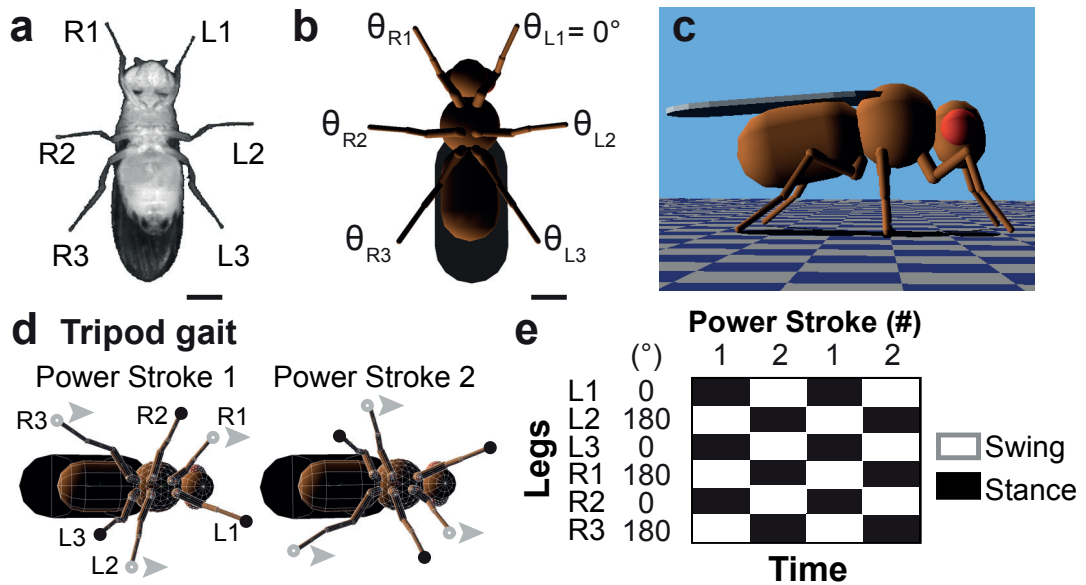 a
R1
L1
R2
L2
R3
L3
b
θR1
θL1 = 0°
θR2
θL2
θR3
θL3
c
d Tripod gait
Power Stroke 1
Power Stroke 2
R3
R2
R1
L3
L2
L1
e
Power Stroke (#)
(°) 1 2 1 2
Legs
L1 0
L2 180
L3 0
R1 180
R2 0
R3 180
Time
Swing
Stance